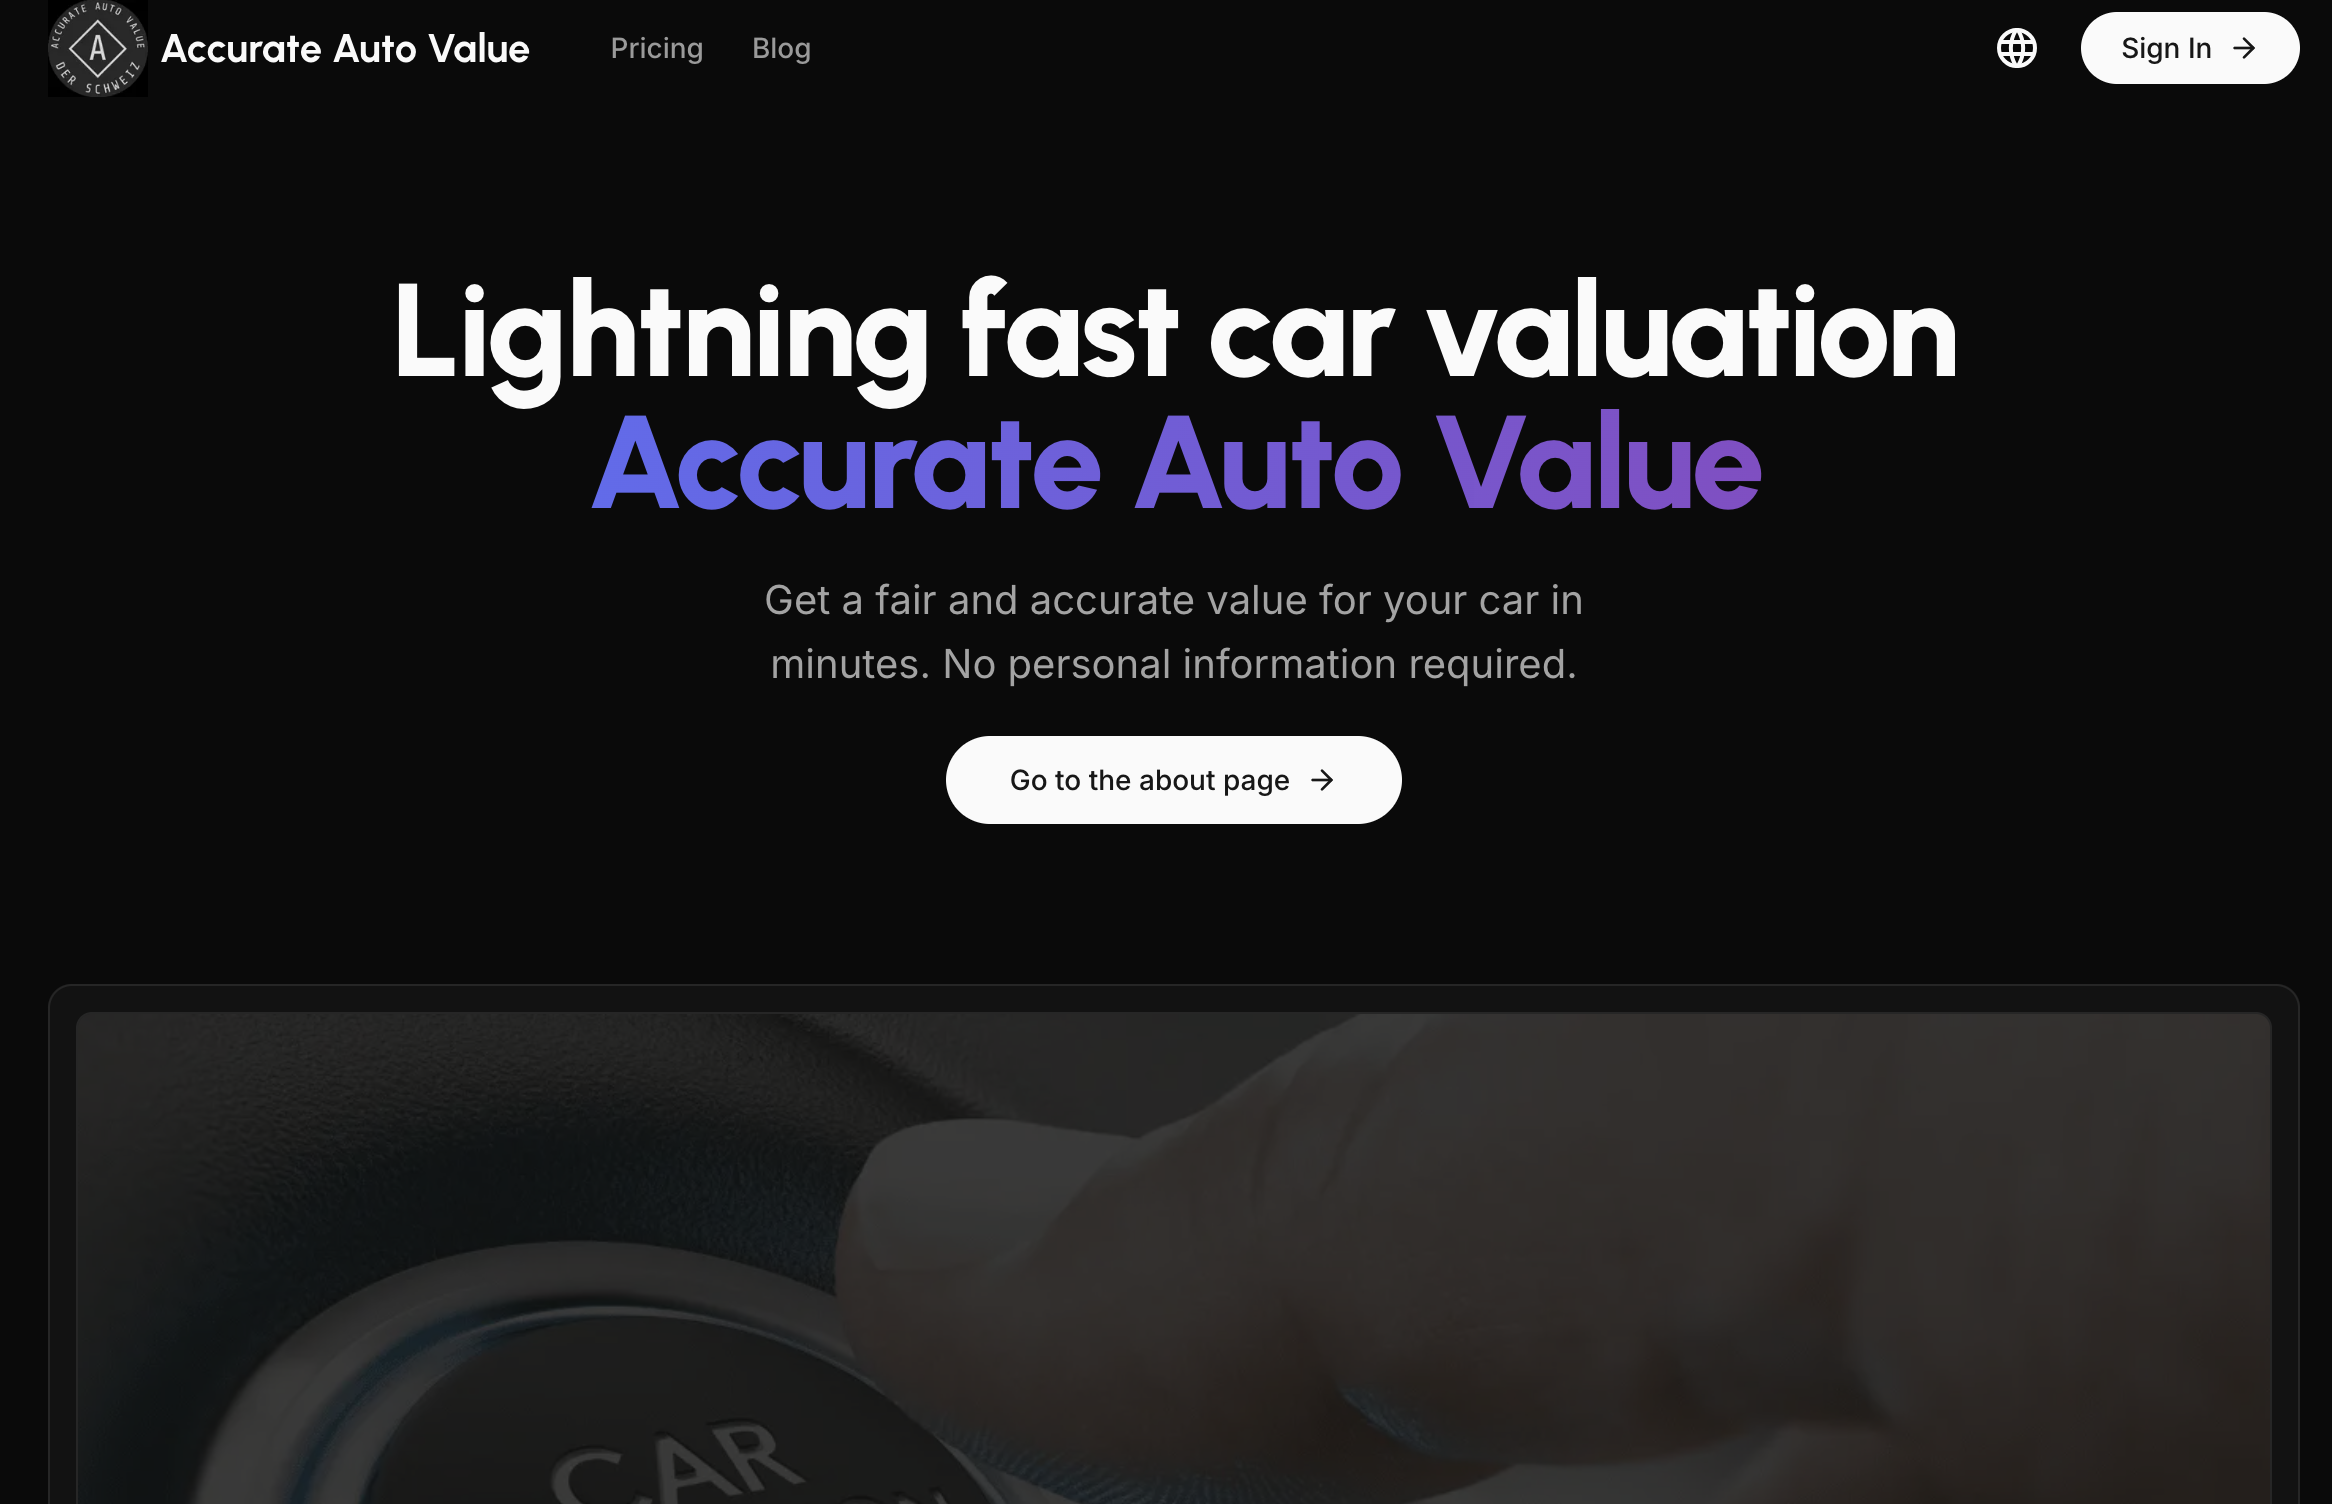 ACCURATE AUTO VALUE
A
DER SCHWEIZ
Accurate Auto Value
Pricing
Blog
Sign In
Lightning fast car valuation
Accurate Auto Value
Get a fair and accurate value for your car in
minutes. No personal information required.
Go to the about page
CAR